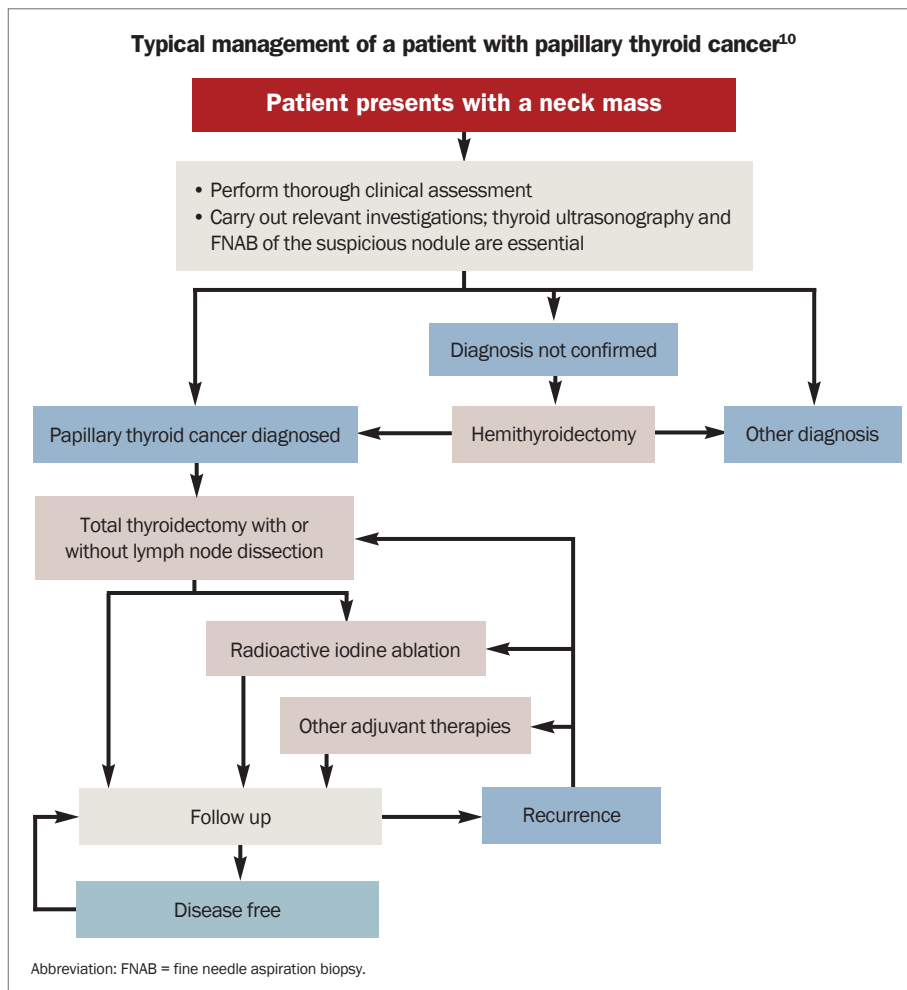 Typical management of a patient with papillary thyroid cancer10
Patient presents with a neck mass
• Perform thorough clinical assessment
• Carry out relevant investigations; thyroid ultrasonography and
FNAB of the suspicious nodule are essential
Diagnosis not confirmed
Papillary thyroid cancer diagnosed
Hemithyroidectomy
Other diagnosis
Total thyroidectomy with or
without lymph node dissection
Radioactive iodine ablation
Other adjuvant therapies
Follow up
Recurrence
Disease free
Abbreviation: FNAB = fine needle aspiration biopsy.